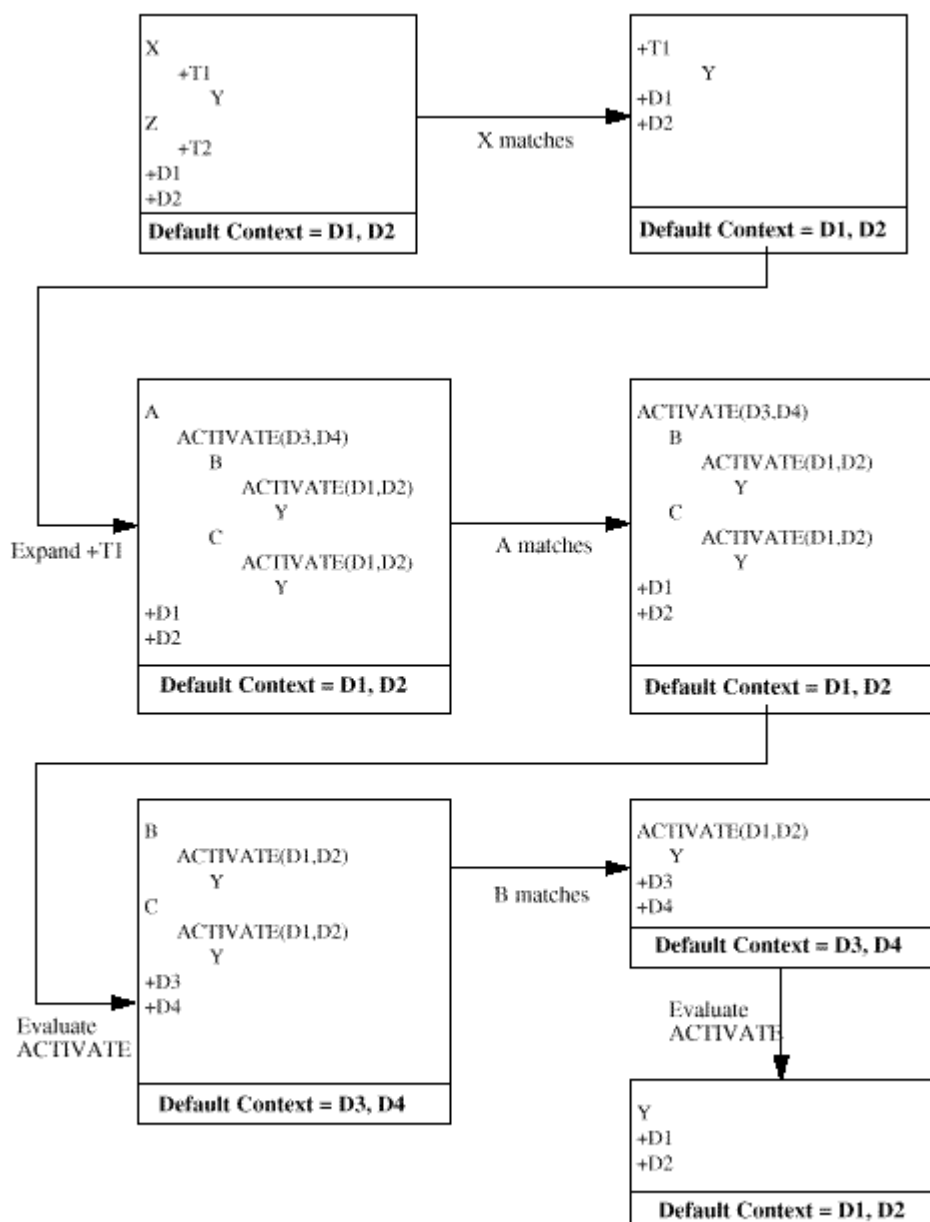 X
+T1
Y
Z
+T2
+D1
+D2
Default Context = D1, D2
X matches
+T1
Y
+D1
+D2
Default Context = D1, D2
Expand +T1
A
ACTIVATE(D3,D4)
B
ACTIVATE(D1,D2)
Y
C
ACTIVATE(D1,D2)
Y
+D1
+D2
Default Context = D1, D2
A matches
ACTIVATE(D3,D4)
B
ACTIVATE(D1,D2)
Y
C
ACTIVATE(D1,D2)
Y
+D1
+D2
Default Context = D1, D2
Evaluate
ACTIVATE
B
ACTIVATE(D1,D2)
Y
C
ACTIVATE(D1,D2)
Y
+D3
+D4
Default Context = D3, D4
B matches
ACTIVATE(D1,D2)
Y
+D3
+D4
Default Context = D3, D4
Evaluate
ACTIVATE
Y
+D1
+D2
Default Context = D1, D2